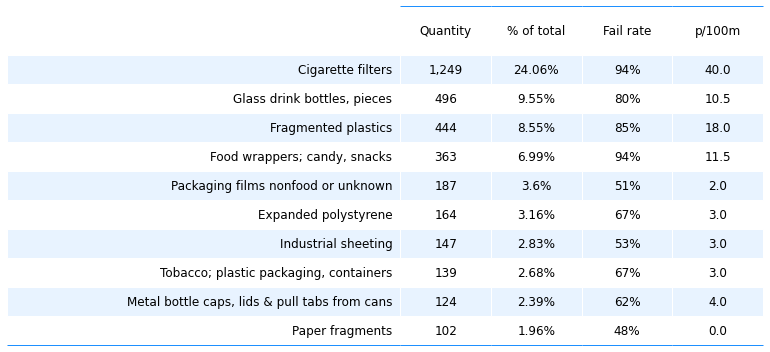 Quantity % of total Fail rate p/100m
Cigarette filters 1,249 24.06% 94% 40.0
Glass drink bottles, pieces 496 9.55% 80% 10.5
Fragmented plastics 444 8.55% 85% 18.0
Food wrappers; candy, snacks 363 6.99% 94% 11.5
Packaging films nonfood or unknown 187 3.6% 51% 2.0
Expanded polystyrene 164 3.16% 67% 3.0
Industrial sheeting 147 2.83% 53% 3.0
Tobacco; plastic packaging, containers 139 2.68% 67% 3.0
Metal bottle caps, lids & pull tabs from cans 124 2.39% 62% 4.0
Paper fragments 102 1.96% 48% 0.0